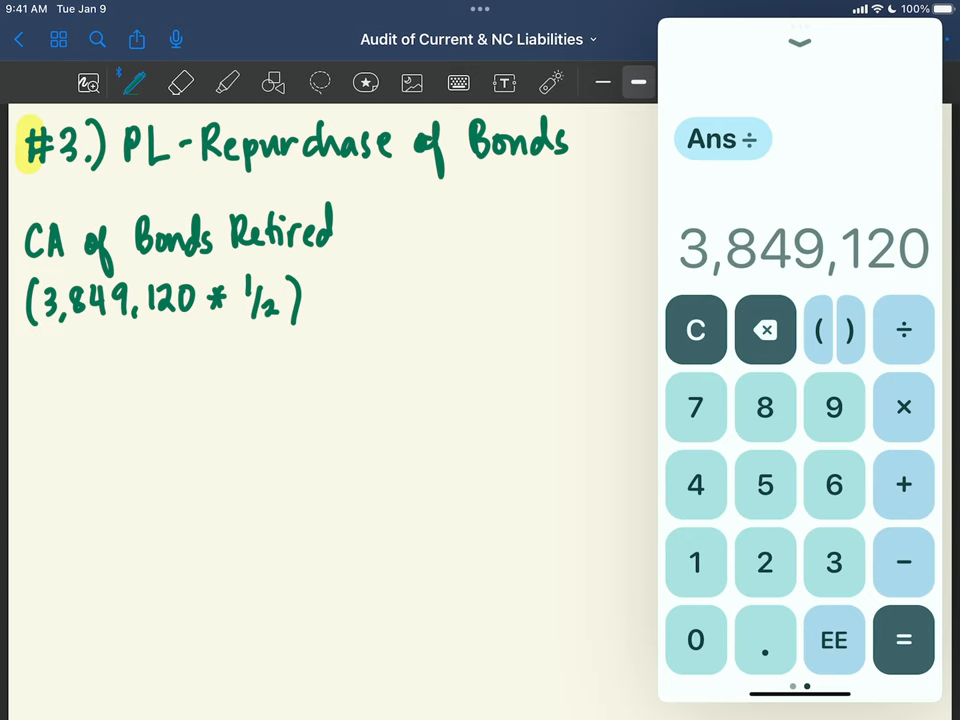 9:41 AM Tue Jan 9
100%
Audit of Current & NC Liabilities
#3.) PL - Repurchase of Bonds
CA of Bonds Retired
(3,849,120 * 1/2)
Ans ÷
3,849,120
C ( ) ÷
7 8 9 ×
4 5 6 +
1 2 3 −
0 . EE =